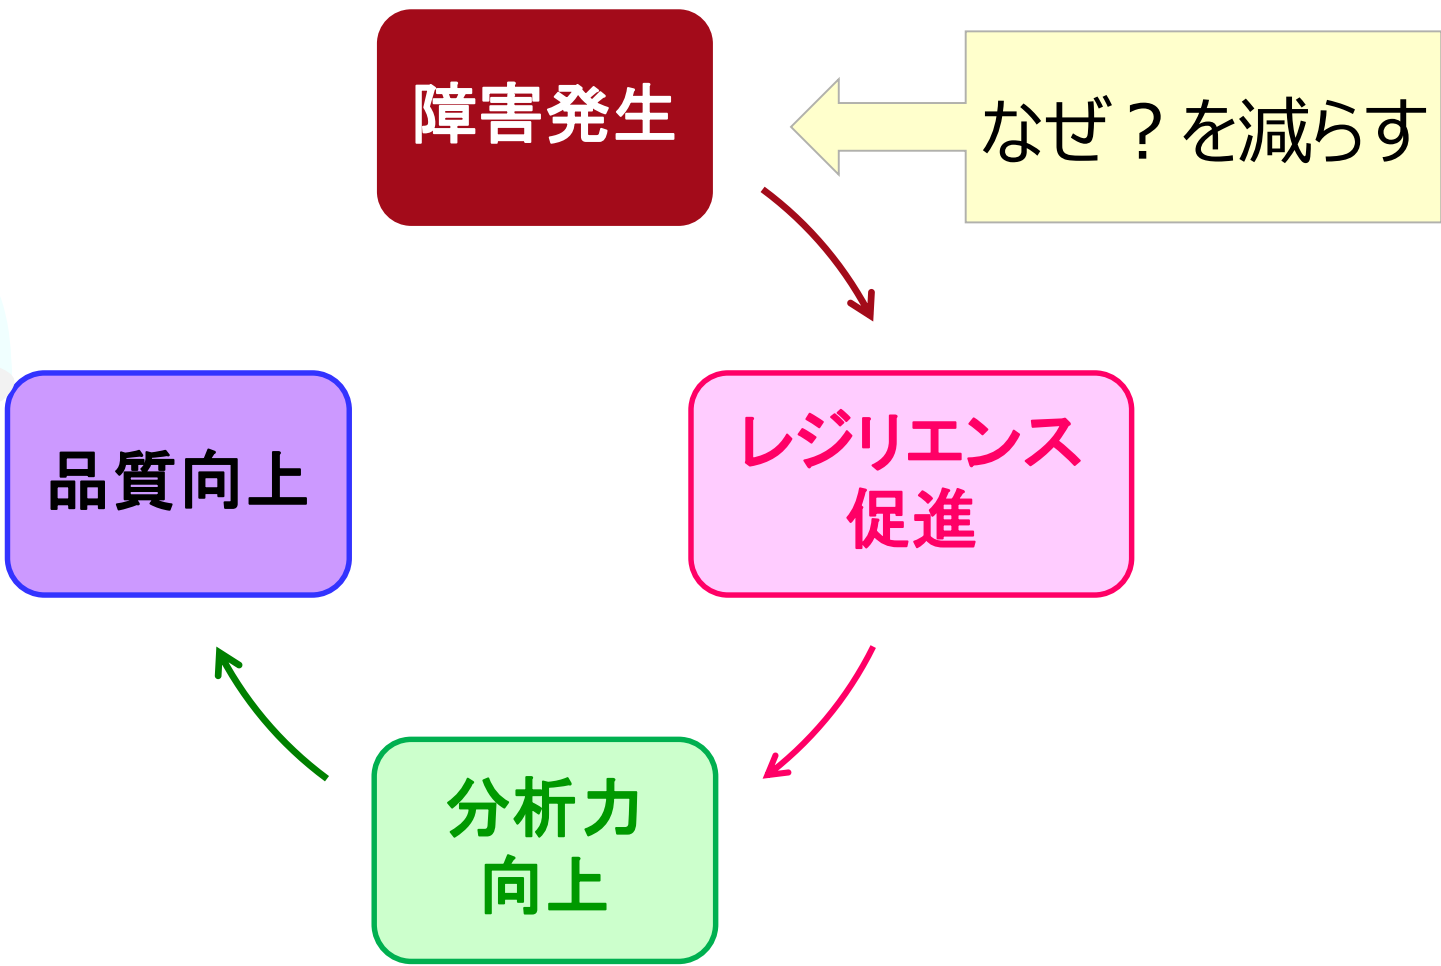 障害発生
なぜ？を減らす
レジリエンス
促進
品質向上
分析力
向上